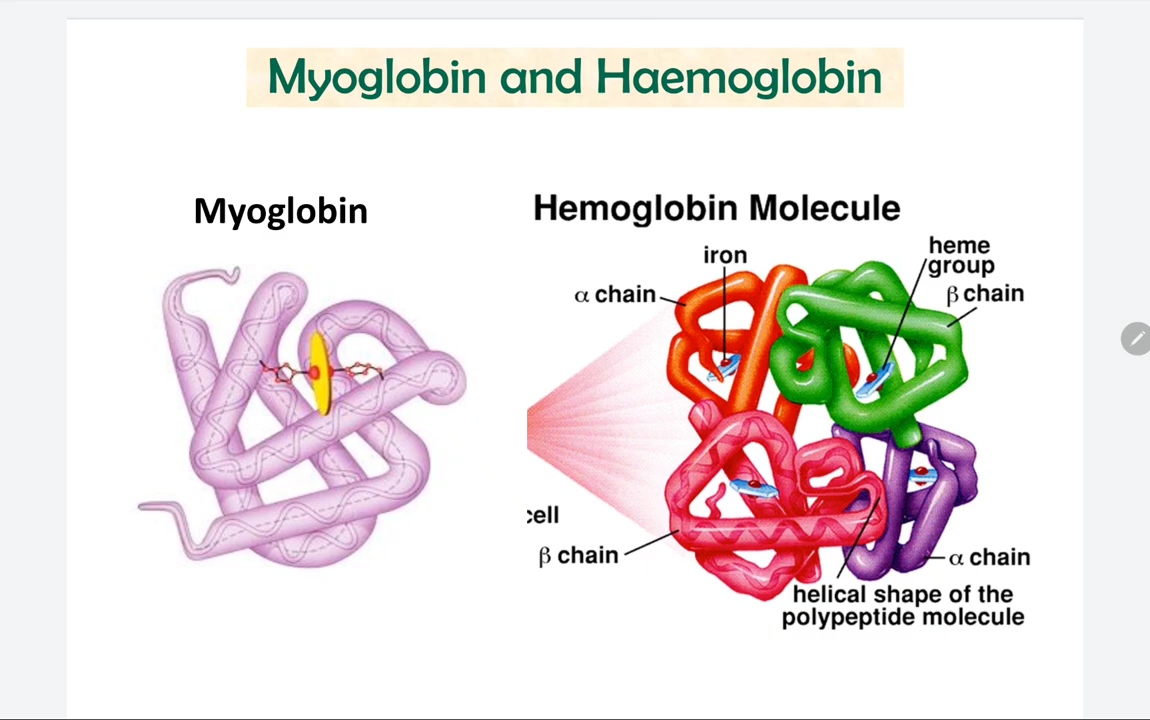 Myoglobin and Haemoglobin
Myoglobin
Hemoglobin Molecule
iron
heme
group
α chain
β chain
cell
β chain
α chain
helical shape of the
polypeptide molecule